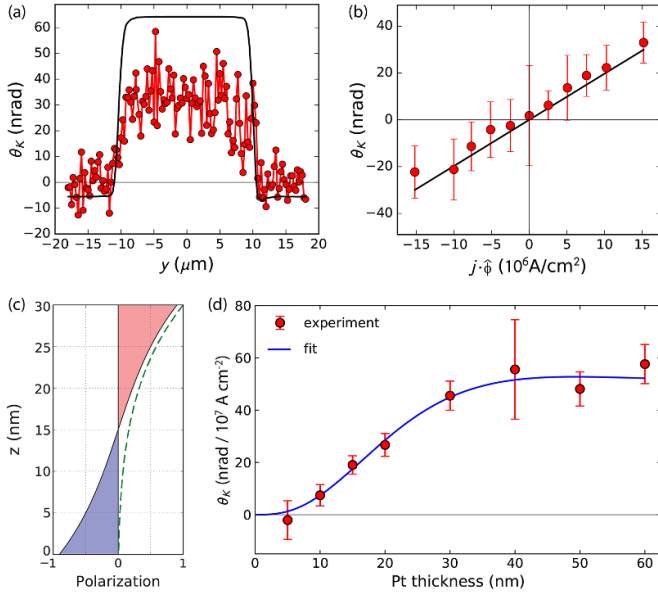 (a)
θK (nrad)
60
50
40
30
20
10
0
−10
−20
−20 −15 −10 −5 0 5 10 15 20
y (μm)
(b)
θK (nrad)
40
20
0
−20
−40
−15 −10 −5 0 5 10 15
j·φ̂ (10⁶A/cm²)
(c)
z (nm)
30
25
20
15
10
5
0
−1 0 1
Polarization
(d)
experiment
fit
θK (nrad / 10⁷ A cm⁻²)
80
60
40
20
0
−20
0 10 20 30 40 50 60
Pt thickness (nm)